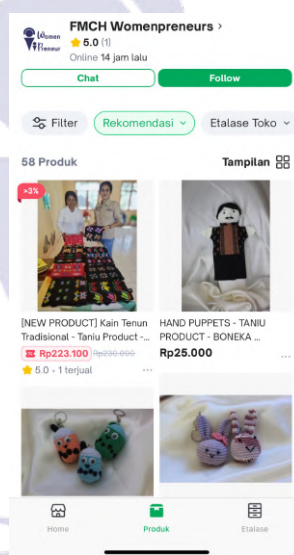 Women
Preneur
FMCH Womenpreneurs
5.0 (1)
Online 14 jam lalu
Chat
Follow
Filter
Rekomendasi
Etalase Toko
58 Produk
Tampilan
>3%
[NEW PRODUCT] Kain Tenun
Tradisional - Taniu Product -...
Rp223.100 Rp230.000
5.0 • 1 terjual
HAND PUPPETS - TANIU
PRODUCT - BONEKA ...
Rp25.000
Home
Produk
Etalase